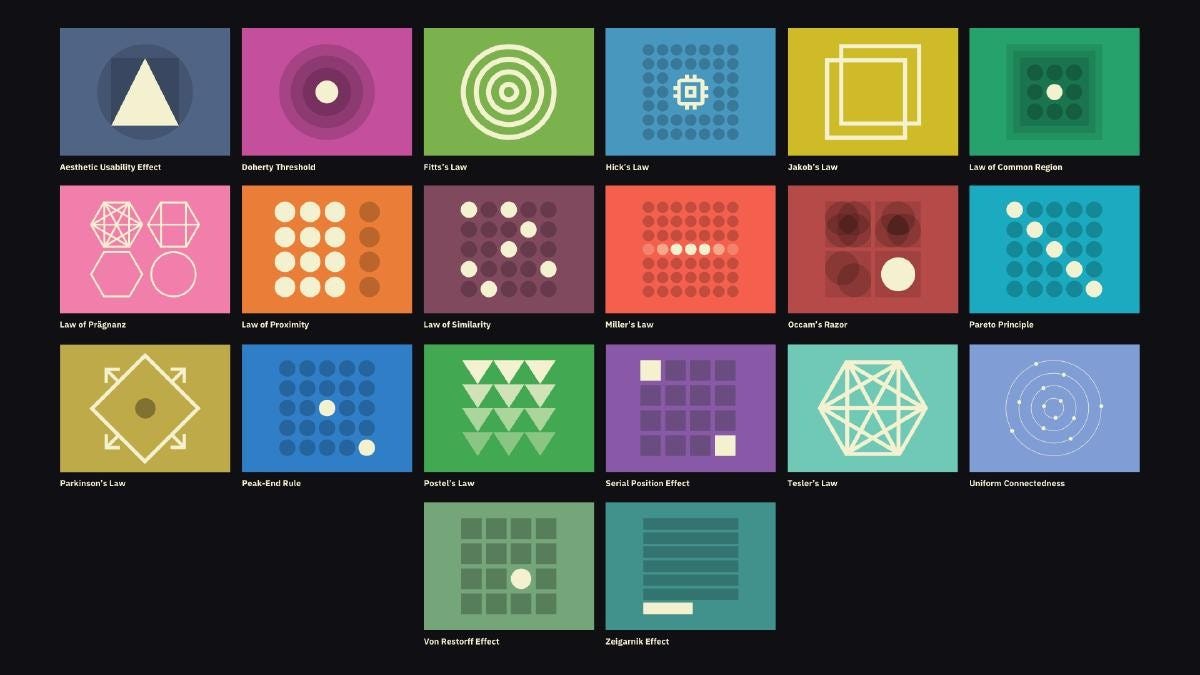 Aesthetic Usability Effect
Doherty Threshold
Fitts's Law
Hick's Law
Jakob's Law
Law of Common Region
Law of Prägnanz
Law of Proximity
Law of Similarity
Miller's Law
Occam's Razor
Pareto Principle
Parkinson's Law
Peak-End Rule
Postel's Law
Serial Position Effect
Tesler's Law
Uniform Connectedness
Von Restorff Effect
Zeigarnik Effect